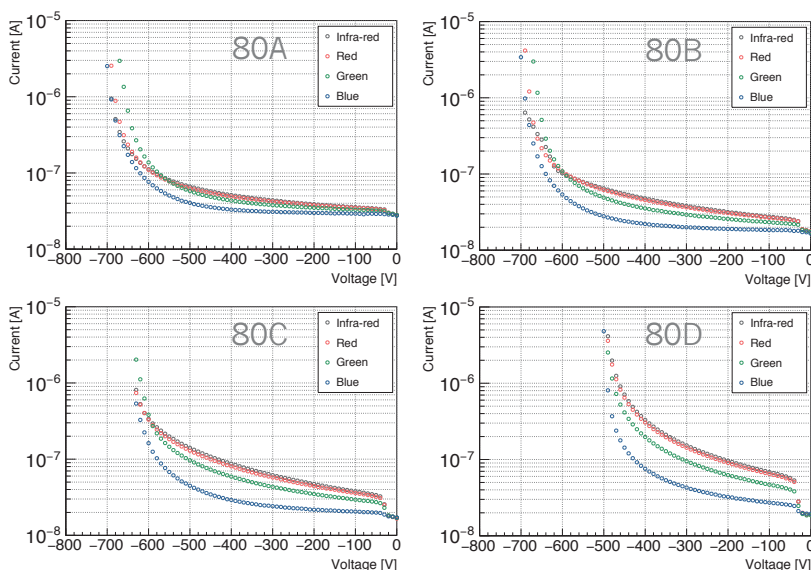 80A
Current [A]
10⁻⁵
10⁻⁶
10⁻⁷
10⁻⁸
Infra-red
Red
Green
Blue
−800 −700 −600 −500 −400 −300 −200 −100 0
Voltage [V]
80B
Current [A]
10⁻⁵
10⁻⁶
10⁻⁷
10⁻⁸
Infra-red
Red
Green
Blue
−800 −700 −600 −500 −400 −300 −200 −100 0
Voltage [V]
80C
Current [A]
10⁻⁵
10⁻⁶
10⁻⁷
10⁻⁸
Infra-red
Red
Green
Blue
−800 −700 −600 −500 −400 −300 −200 −100 0
Voltage [V]
80D
Current [A]
10⁻⁵
10⁻⁶
10⁻⁷
10⁻⁸
Infra-red
Red
Green
Blue
−800 −700 −600 −500 −400 −300 −200 −100 0
Voltage [V]